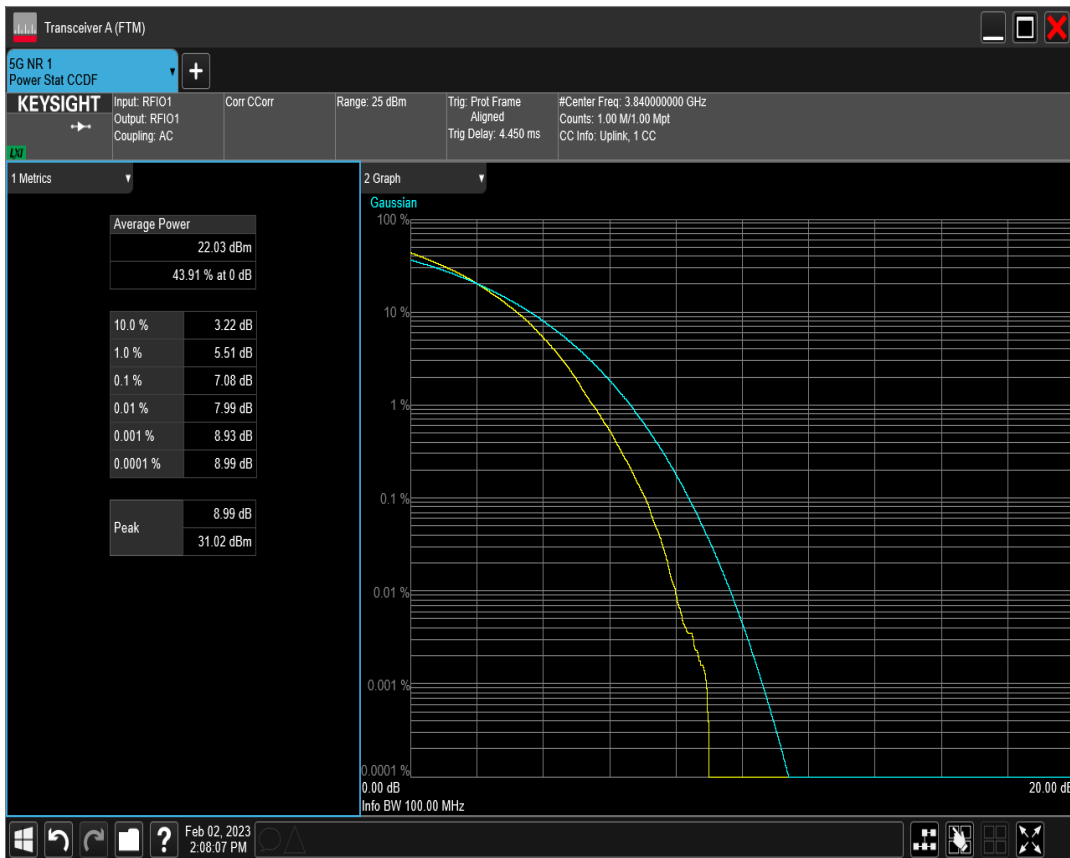 Transceiver A (FTM)
5G NR 1
Power Stat CCDF
+
KEYSIGHT
LXI
Input: RFIO1
Output: RFIO1
Coupling: AC
Corr CCorr
Range: 25 dBm
Trig: Prot Frame
Aligned
Trig Delay: 4.450 ms
#Center Freq: 3.840000000 GHz
Counts: 1.00 M/1.00 Mpt
CC Info: Uplink, 1 CC
1 Metrics
Average Power
22.03 dBm
43.91 % at 0 dB
10.0 % 3.22 dB
1.0 % 5.51 dB
0.1 % 7.08 dB
0.01 % 7.99 dB
0.001 % 8.93 dB
0.0001 % 8.99 dB
Peak
8.99 dB
31.02 dBm
2 Graph
Gaussian
100 %
10 %
1 %
0.1 %
0.01 %
0.001 %
0.0001 %
0.00 dB
20.00 dB
Info BW 100.00 MHz
?
Feb 02, 2023
2:08:07 PM